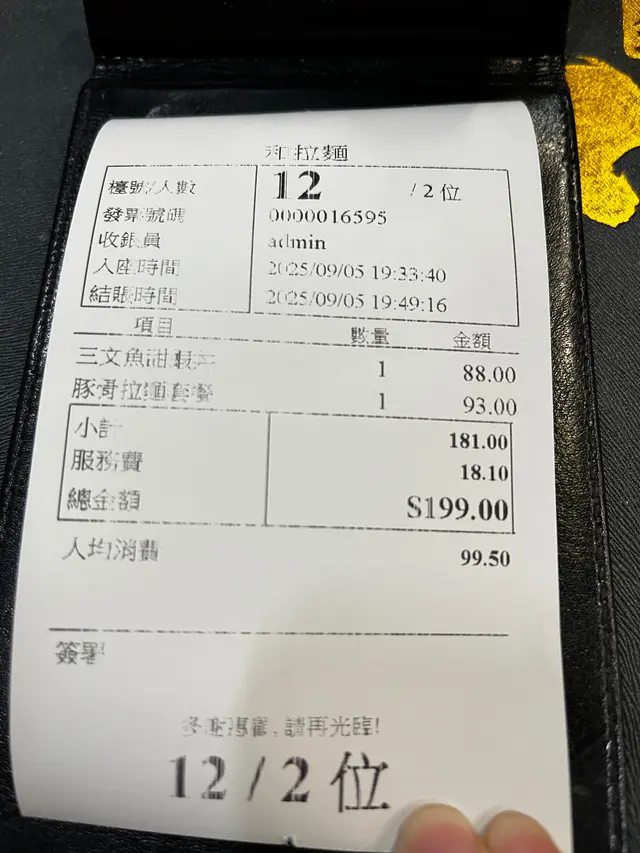 和拉麵
檯號/人數 12 / 2 位
發票號碼 0000016595
收銀員 admin
入座時間 2025/09/05 19:33:40
結賬時間 2025/09/05 19:49:16
項目 數量 金額
三文魚甜蝦丼 1 88.00
豚骨拉麵套餐 1 93.00
小計 181.00
服務費 18.10
總金額 $199.00
人均消費 99.50
簽署
多謝惠顧,請再光臨!
12 / 2 位